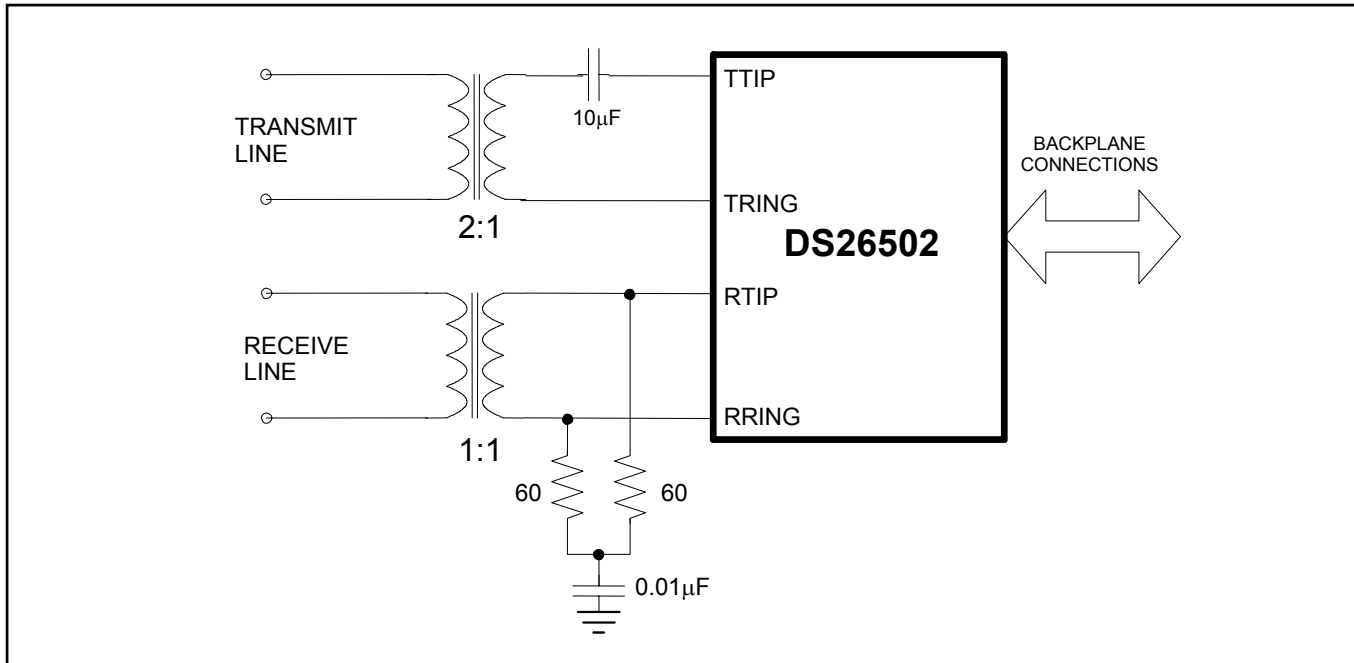 TTIP
10µF
TRANSMIT
LINE
BACKPLANE
CONNECTIONS
TRING
2:1
DS26502
RTIP
RECEIVE
LINE
RRING
1:1
60
60
0.01µF